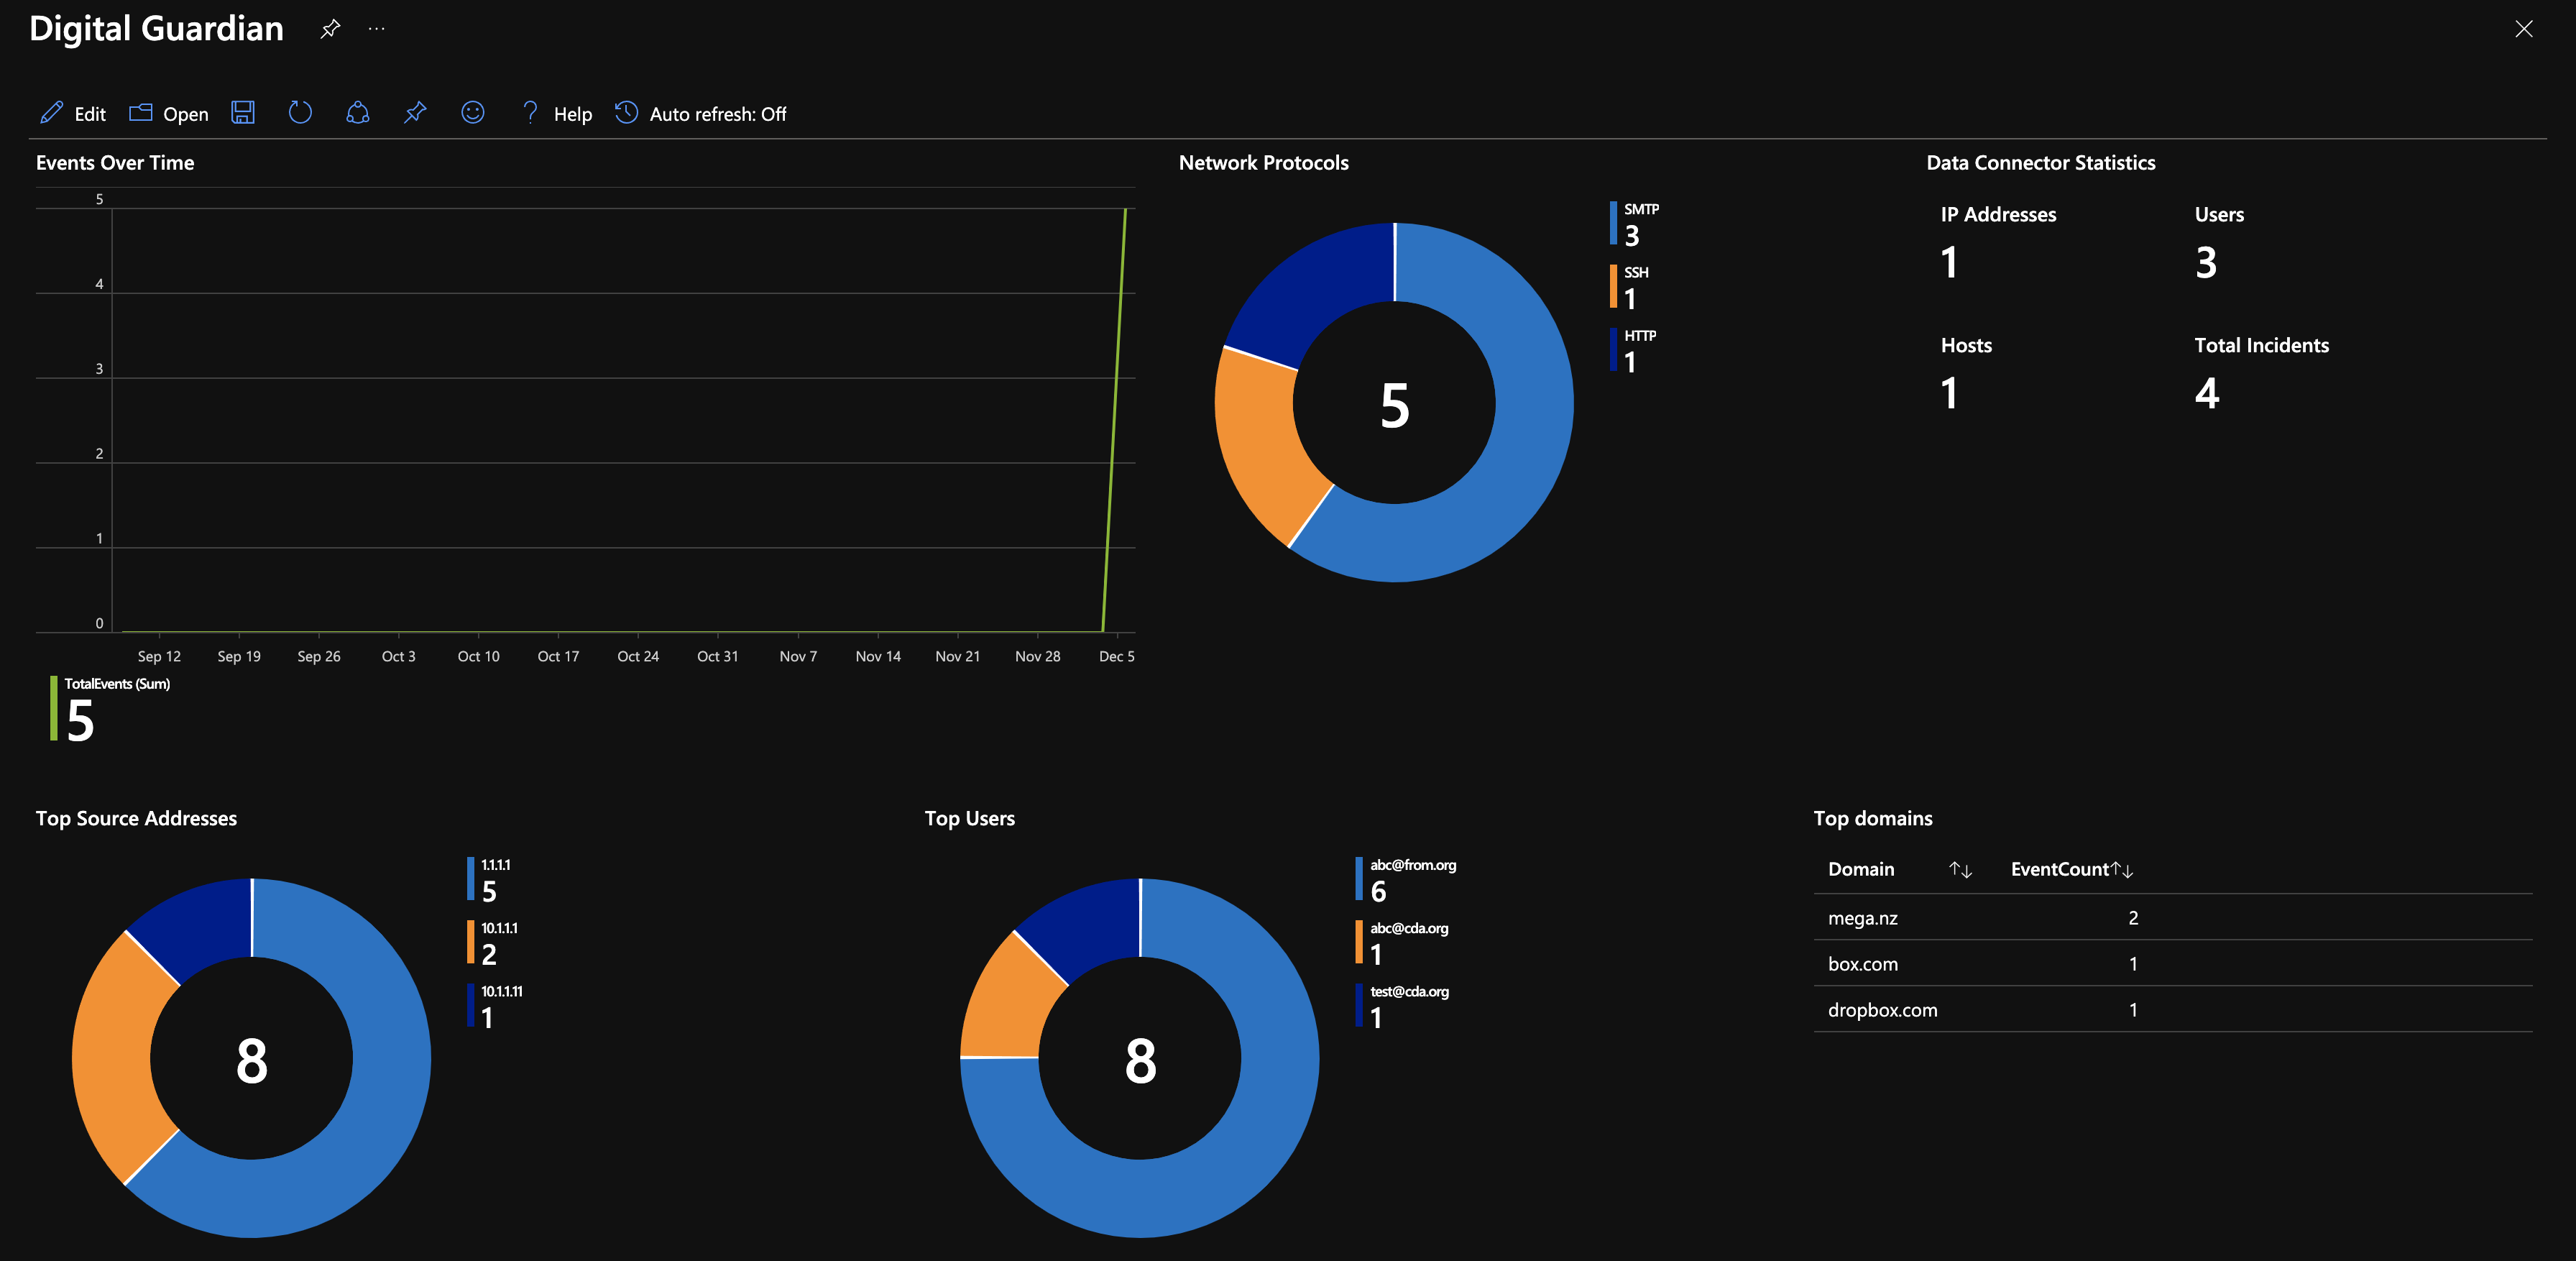 Digital Guardian
Edit Open Help Auto refresh: Off
Events Over Time
5
4
3
2
1
0
Sep 12 Sep 19 Sep 26 Oct 3 Oct 10 Oct 17 Oct 24 Oct 31 Nov 7 Nov 14 Nov 21 Nov 28 Dec 5
TotalEvents (Sum)
5
Network Protocols
5
SMTP
3
SSH
1
HTTP
1
Data Connector Statistics
IP Addresses
1
Users
3
Hosts
1
Total Incidents
4
Top Source Addresses
8
1.1.1.1
5
10.1.1.1
2
10.1.1.11
1
Top Users
8
abc@from.org
6
abc@cda.org
1
test@cda.org
1
Top domains
Domain EventCount
mega.nz 2
box.com 1
dropbox.com 1